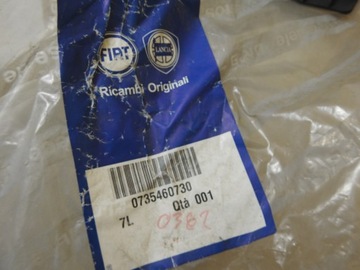 FIAT LANCIA
Ricambi Originali
0735460730
7L Qtà 001
0382